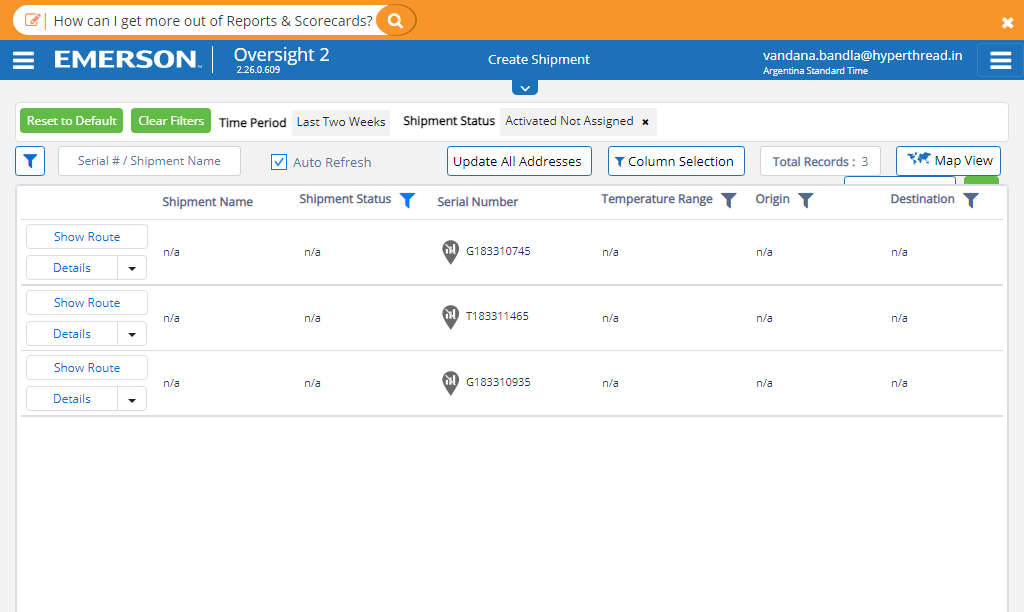 How can I get more out of Reports & Scorecards?
EMERSON™ Oversight 2
2.26.0.609
Create Shipment
vandana.bandla@hyperthread.in
Argentina Standard Time
Reset to Default Clear Filters Time Period Last Two Weeks Shipment Status Activated Not Assigned ×
Serial # / Shipment Name Auto Refresh Update All Addresses Column Selection Total Records : 3 Map View
Shipment Name Shipment Status Serial Number Temperature Range Origin Destination
Show Route
Details
n/a n/a G183310745 n/a n/a n/a
Show Route
Details
n/a n/a T183311465 n/a n/a n/a
Show Route
Details
n/a n/a G183310935 n/a n/a n/a